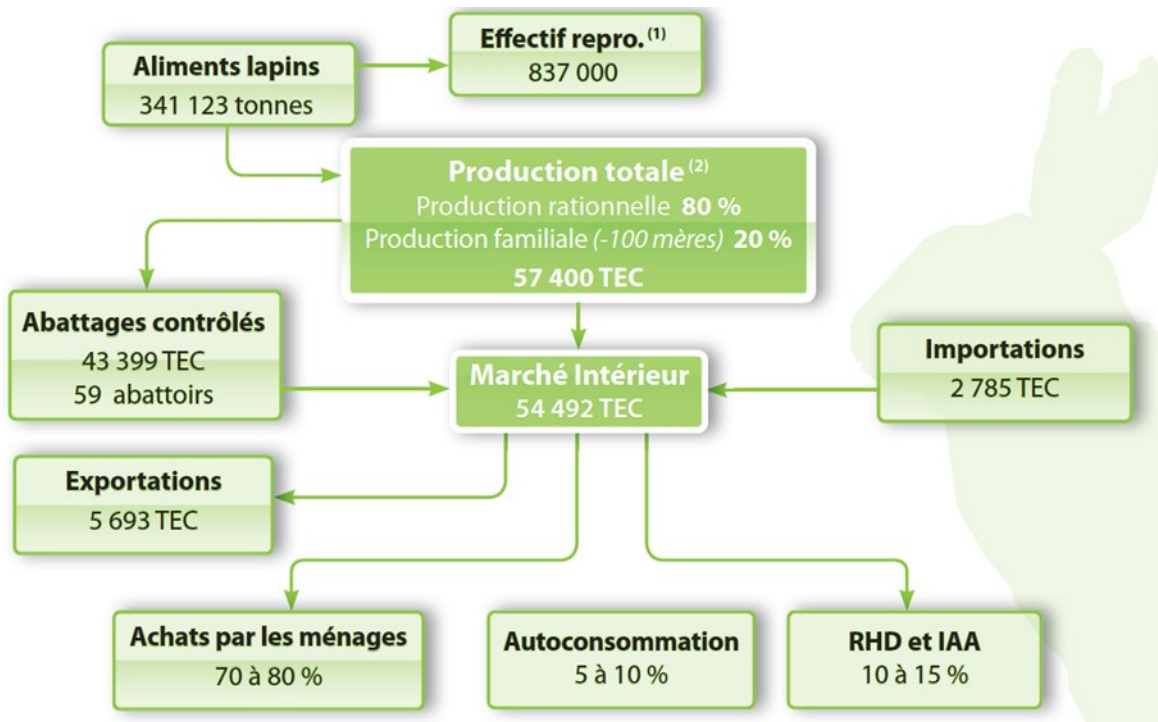 Effectif repro. (1)
837 000
Aliments lapins
341 123 tonnes
Production totale (2)
Production rationnelle 80 %
Production familiale (-100 mères) 20 %
57 400 TEC
Abattages contrôlés
43 399 TEC
59 abattoirs
Marché Intérieur
54 492 TEC
Importations
2 785 TEC
Exportations
5 693 TEC
Achats par les ménages
70 à 80 %
Autoconsommation
5 à 10 %
RHD et IAA
10 à 15 %